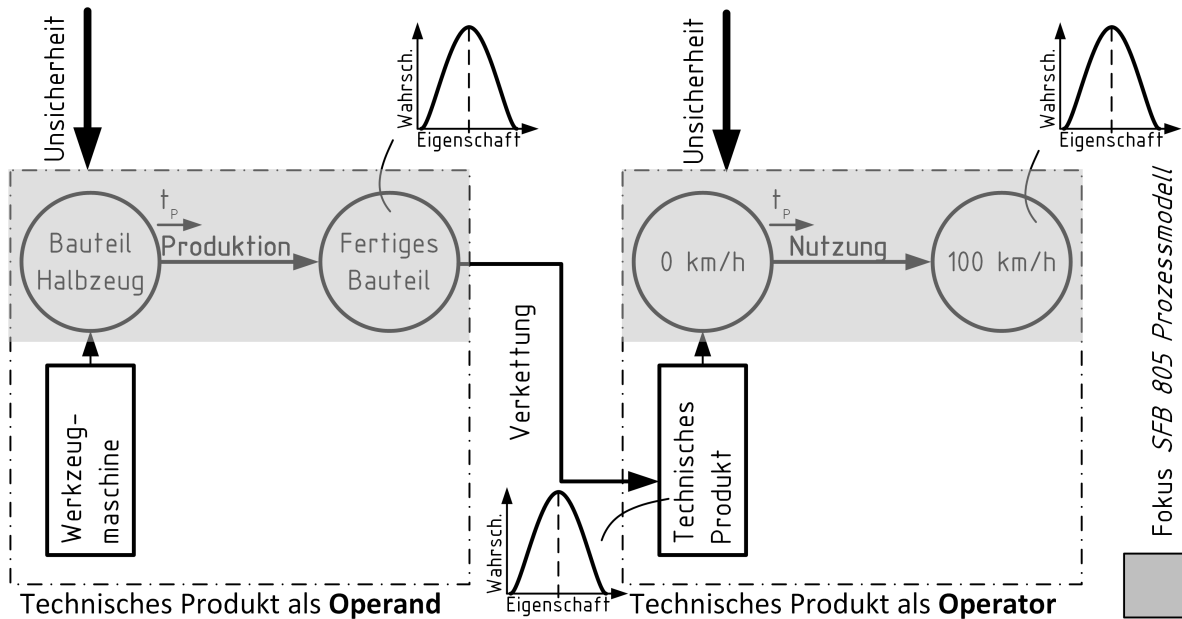 Unsicherheit
Wahrsch.
Eigenschaft
Unsicherheit
Wahrsch.
Eigenschaft
Bauteil
Halbzeug
t_P
Produktion
Fertiges
Bauteil
0 km/h
t_P
Nutzung
100 km/h
Werkzeug-
maschine
Verkettung
Technisches
Produkt
Wahrsch.
Eigenschaft
Fokus SFB 805 Prozessmodell
Technisches Produkt als Operand
Technisches Produkt als Operator